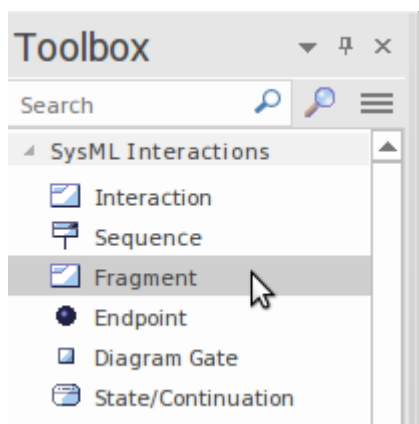 Toolbox
Search
SysML Interactions
Interaction
Sequence
Fragment
Endpoint
Diagram Gate
State/Continuation